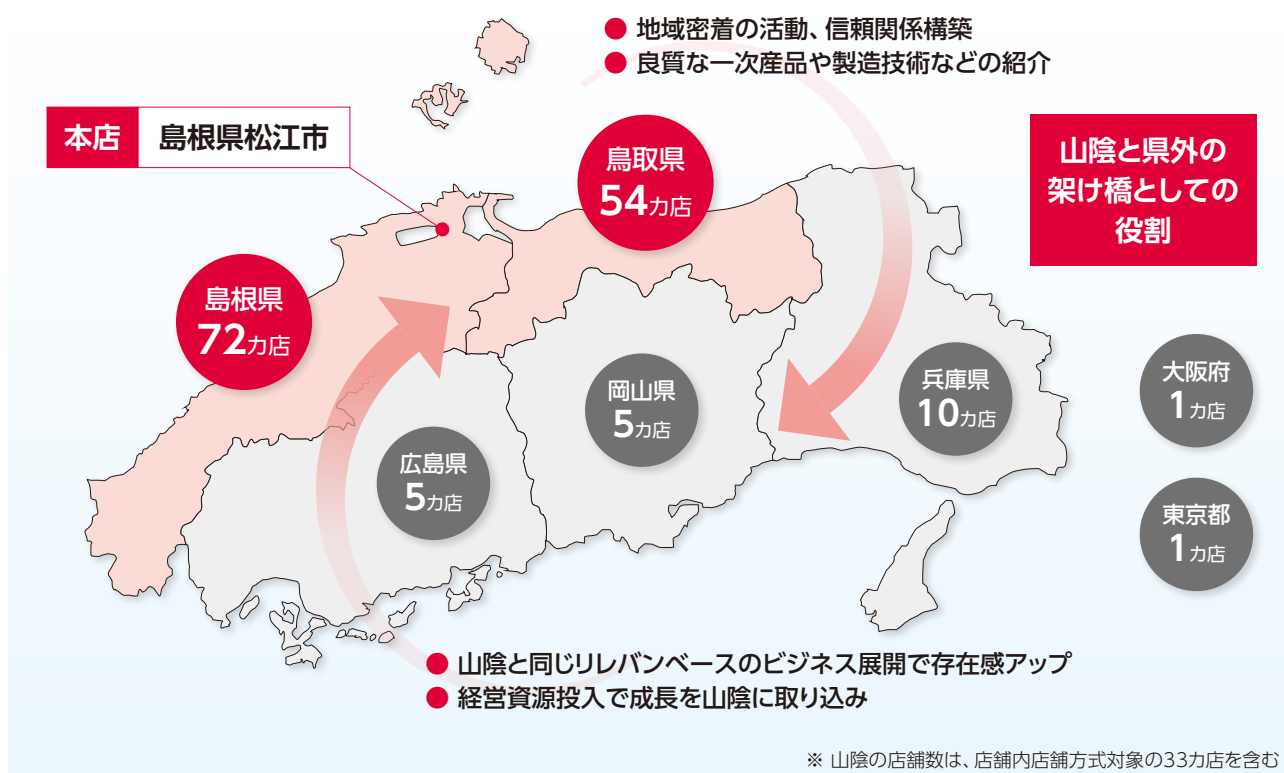 ● 地域密着の活動、信頼関係構築
● 良質な一次産品や製造技術などの紹介
本店 島根県松江市
鳥取県
54カ店
山陰と県外の
架け橋としての
役割
島根県
72カ店
岡山県
5カ店
兵庫県
10カ店
大阪府
1カ店
広島県
5カ店
東京都
1カ店
● 山陰と同じリレバンベースのビジネス展開で存在感アップ
● 経営資源投入で成長を山陰に取り込み
※ 山陰の店舗数は、店舗内店舗方式対象の33カ店を含む